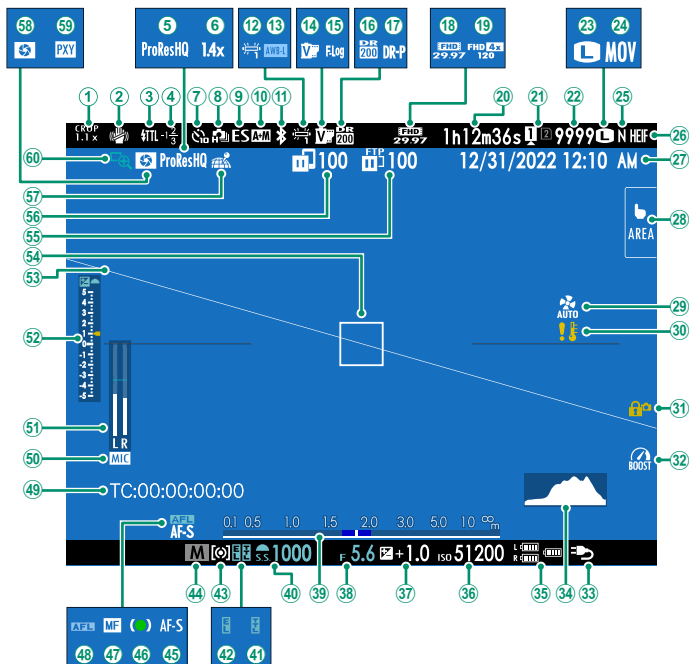 58 59 5 6 12 13 14 15 16 17 18 19 23 24
PXY ProResHQ 1.4x AWB-L V F-Log DR 200 DR-P FHD 29.97 FHD 4x 120 L MOV
1 2 3 4 7 8 9 10 11 20 21 22 25
CROP 1.1x TTL -1 2/3 10 H ES A+M V DR 200 FHD 29.97 1h12m36s 1 2 9999 L N HEIF 26
60 ProResHQ 100 FTP 100 12/31/2022 12:10 AM 27
57 56 55
AREA 28
54
53
5
4
3
2
1
0
-1
-2
-3
-4
-5
52
AUTO 29
30
31
51 L R
50 MIC
BOOST 32
49 TC:00:00:00:00
AFL
AF-S
0.1 0.5 1.0 1.5 2.0 3.0 5.0 10 ∞ m
M AE-L S.S. 1000 F 5.6 +1.0 ISO 51200 L R
44 43 40 39 38 37 36 35 34 33
AFL MF AF-S
48 47 46 45 42 41